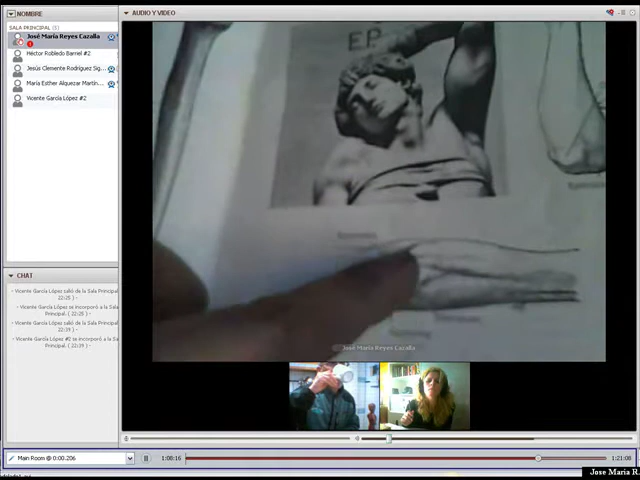 NOMBRE
SALA PRINCIPAL (5)
José María Reyes Cazalla
Héctor Robledo Barriel #2
Jesús Clemente Rodríguez Sig...
María Esther Alquezar Martín...
Vicente García López #2
CHAT
- Vicente García López salió de la Sala Principal. ( 22:25 ) -
- Vicente García López se incorporó a la Sala Principal. ( 22:25 ) -
- Vicente García López salió de la Sala Principal. ( 22:39 ) -
- Vicente García López #2 se incorporó a la Sala Principal. ( 22:39 ) -
AUDIO Y VIDEO
E.P.
José María Reyes Cazalla
Main Room @ 0:00.206
1:08:16
1:21:08
Jose Maria R.